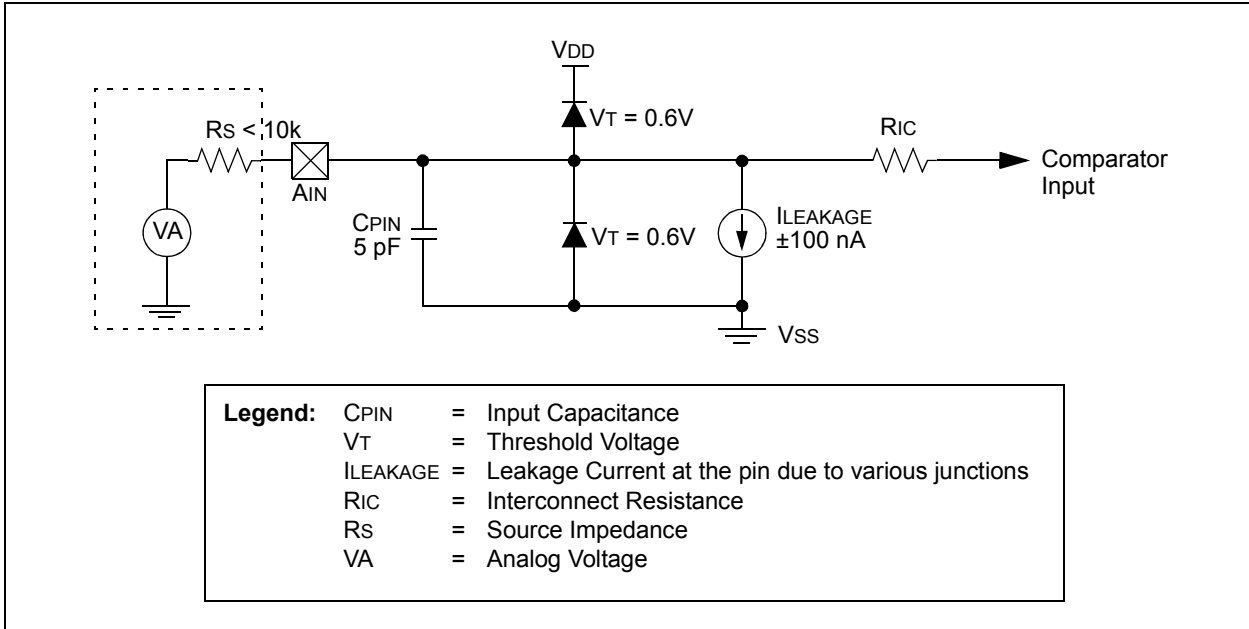 VDD
VT = 0.6V
RS < 10k
RIC
AIN
Comparator
Input
VA
CPIN
5 pF
VT = 0.6V
ILEAKAGE
±100 nA
VSS
Legend: CPIN = Input Capacitance
VT = Threshold Voltage
ILEAKAGE = Leakage Current at the pin due to various junctions
RIC = Interconnect Resistance
RS = Source Impedance
VA = Analog Voltage